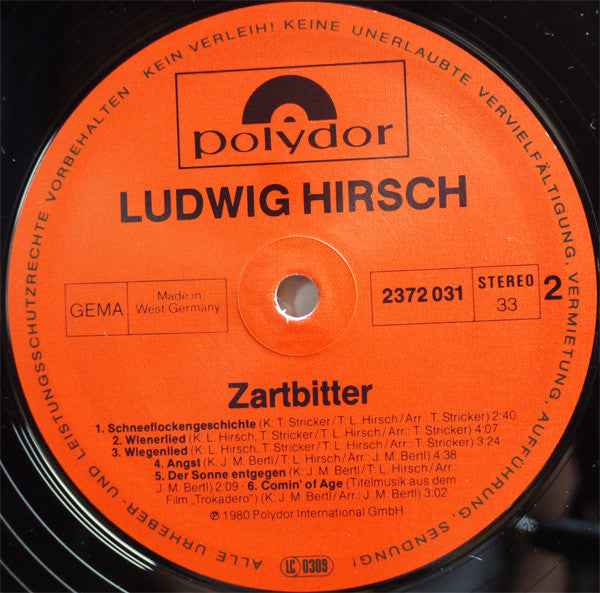 ALLE URHEBER- UND LEISTUNGSSCHUTZRECHTE VORBEHALTEN · KEIN VERLEIH! KEINE UNERLAUBTE VERVIELFÄLTIGUNG, VERMIETUNG, AUFFÜHRUNG, SENDUNG!
polydor
LUDWIG HIRSCH
GEMA
Made in
West Germany
2372 031
STEREO
33
2
Zartbitter
1. Schneeflockengeschichte (K: T. Stricker/T: L. Hirsch/Arr: T. Stricker) 2:40
2. Wienerlied (K: L. Hirsch, T. Stricker/T: L. Hirsch/Arr.: T. Stricker) 4:07
3. Wiegenlied (K: L. Hirsch, T. Stricker/T: L. Hirsch/Arr.: T. Stricker) 3:24
4. Angst (K: J. M. Bertl/T: L. Hirsch/Arr.: J. M. Bertl) 4:38
5. Der Sonne entgegen (K: J. M. Bertl/T: L. Hirsch/Arr.:
J. M. Bertl) 2:09 · 6. Comin' of Age (Titelmusik aus dem
Film „Trokadero“) (K: J. M. Bertl/Arr.: J. M. Bertl) 3:02
℗ 1980 Polydor International GmbH
LC 0309